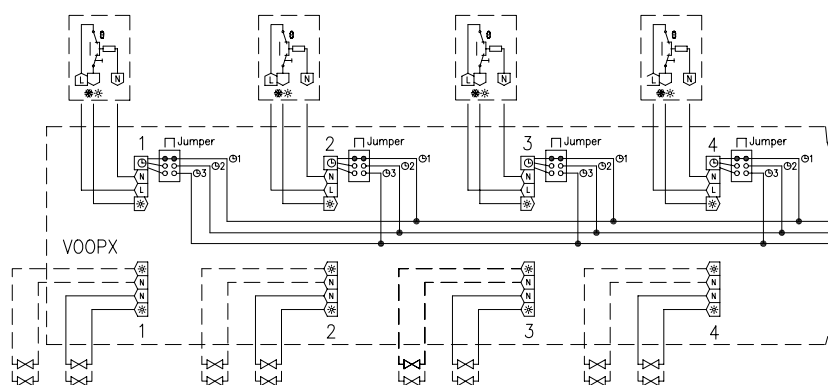 L N
L N
L N
L N
1 Jumper 2 Jumper 3 Jumper 4 Jumper
1 1 1 1
N 2 N 2 N 2 N 2
L 3 L 3 L 3 L 3
VOOPX
N N N N
N N N N
1 2 3 4